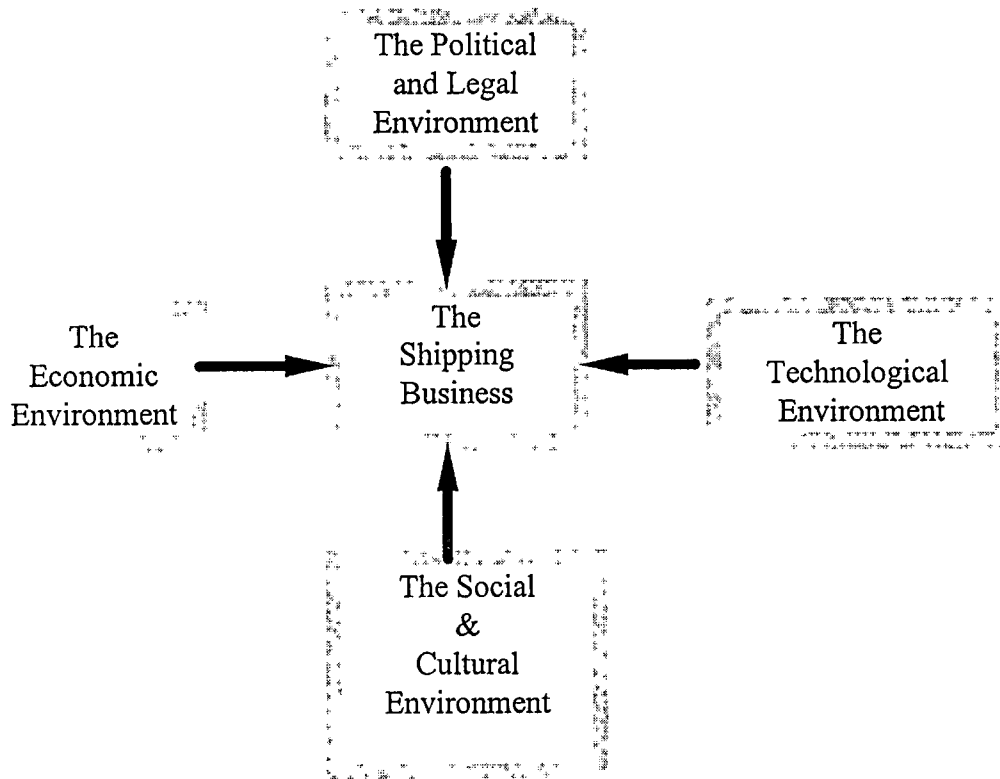 The Political
and Legal
Environment
The
Economic
Environment
The
Shipping
Business
The
Technological
Environment
The Social
&
Cultural
Environment